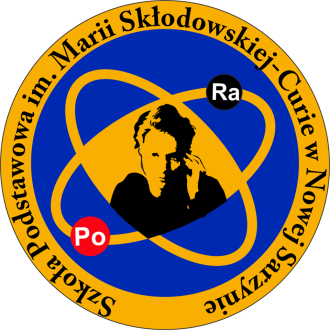 Szkoła Podstawowa im. Marii Skłodowskiej-Curie w Nowej Sarzynie
Ra
Po